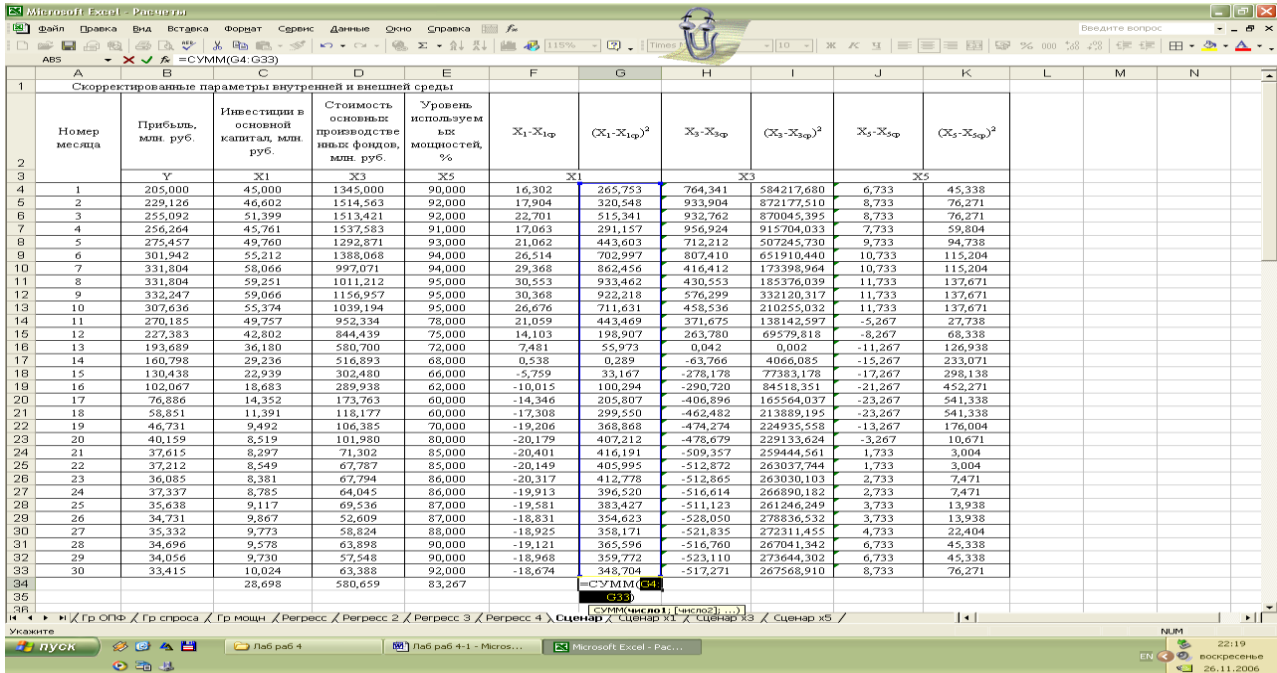 Microsoft Excel - Расчеты
Файл Правка Вид Вставка Формат Сервис Данные Окно Справка Введите вопрос
115% Times 10 Ж К Ч % 000
ABS =СУММ(G4:G33)
A B C D E F G H I J K L M N
1 Скорректированные параметры внутренней и внешней среды
2 Номер месяца Прибыль, млн. руб. Инвестиции в основной капитал, млн. руб. Стоимость основных производстве нных фондов, млн. руб. Уровень используем ых мощностей, % X₁-X₁ср (X₁-X₁ср)² X₃-X₃ср (X₃-X₃ср)² X₅-X₅ср (X₅-X₅ср)²
3 Y X1 X3 X5 X1 X3 X5
4 1 205,000 45,000 1345,000 90,000 16,302 265,753 764,341 584217,680 6,733 45,338
5 2 229,126 46,602 1514,563 92,000 17,904 320,548 933,904 872177,510 8,733 76,271
6 3 255,092 51,399 1513,421 92,000 22,701 515,341 932,762 870045,395 8,733 76,271
7 4 256,264 45,761 1537,583 91,000 17,063 291,157 956,924 915704,033 7,733 59,804
8 5 275,457 49,760 1292,871 93,000 21,062 443,603 712,212 507245,730 9,733 94,738
9 6 301,942 55,212 1388,068 94,000 26,514 702,997 807,410 651910,440 10,733 115,204
10 7 331,804 58,066 997,071 94,000 29,368 862,456 416,412 173398,964 10,733 115,204
11 8 331,804 59,251 1011,212 95,000 30,553 933,462 430,553 185376,039 11,733 137,671
12 9 332,247 59,066 1156,957 95,000 30,368 922,218 576,299 332120,317 11,733 137,671
13 10 307,636 55,374 1039,194 95,000 26,676 711,631 458,536 210255,032 11,733 137,671
14 11 270,185 49,757 952,334 78,000 21,059 443,469 371,675 138142,597 -5,267 27,738
15 12 227,383 42,802 844,439 75,000 14,103 198,907 263,780 69579,818 -8,267 68,338
16 13 193,689 36,180 580,700 72,000 7,481 55,973 0,042 0,002 -11,267 126,938
17 14 160,798 29,236 516,893 68,000 0,538 0,289 -63,766 4066,085 -15,267 233,071
18 15 130,438 22,939 302,480 66,000 -5,759 33,167 -278,178 77383,178 -17,267 298,138
19 16 102,067 18,683 289,938 62,000 -10,015 100,294 -290,720 84518,351 -21,267 452,271
20 17 76,886 14,352 173,763 60,000 -14,346 205,807 -406,896 165564,037 -23,267 541,338
21 18 58,851 11,391 118,177 60,000 -17,308 299,550 -462,482 213889,195 -23,267 541,338
22 19 46,731 9,492 106,385 70,000 -19,206 368,868 -474,274 224935,558 -13,267 176,004
23 20 40,159 8,519 101,980 80,000 -20,179 407,212 -478,679 229133,624 -3,267 10,671
24 21 37,615 8,297 71,302 85,000 -20,401 416,191 -509,357 259444,561 1,733 3,004
25 22 37,212 8,549 67,787 85,000 -20,149 405,995 -512,872 263037,744 1,733 3,004
26 23 36,085 8,381 67,794 86,000 -20,317 412,778 -512,865 263030,103 2,733 7,471
27 24 37,337 8,785 64,045 86,000 -19,913 396,520 -516,614 266890,182 2,733 7,471
28 25 35,638 9,117 69,536 87,000 -19,581 383,427 -511,123 261246,249 3,733 13,938
29 26 34,731 9,867 52,609 87,000 -18,831 354,623 -528,050 278836,532 3,733 13,938
30 27 35,332 9,773 58,824 88,000 -18,925 358,171 -521,835 272311,455 4,733 22,404
31 28 34,696 9,578 63,898 90,000 -19,121 365,596 -516,760 267041,342 6,733 45,338
32 29 34,056 9,730 57,548 90,000 -18,968 359,772 -523,110 273644,302 6,733 45,338
33 30 33,415 10,024 63,388 92,000 -18,674 348,704 -517,271 267568,910 8,733 76,271
34 28,698 580,659 83,267 =СУММ(G4:
35 G33)
36 СУММ(число1; [число2]; ...)
Гр ОПФ / Гр спроса / Гр мощн / Регресс / Регресс 2 / Регресс 3 / Регресс 4 \ Сценар / Сценар x1 / Сценар x3 / Сценар x5 /
Укажите NUM
пуск Лаб раб 4 Лаб раб 4-1 - Micros... Microsoft Excel - Рас... EN 22:19
воскресенье
26.11.2006